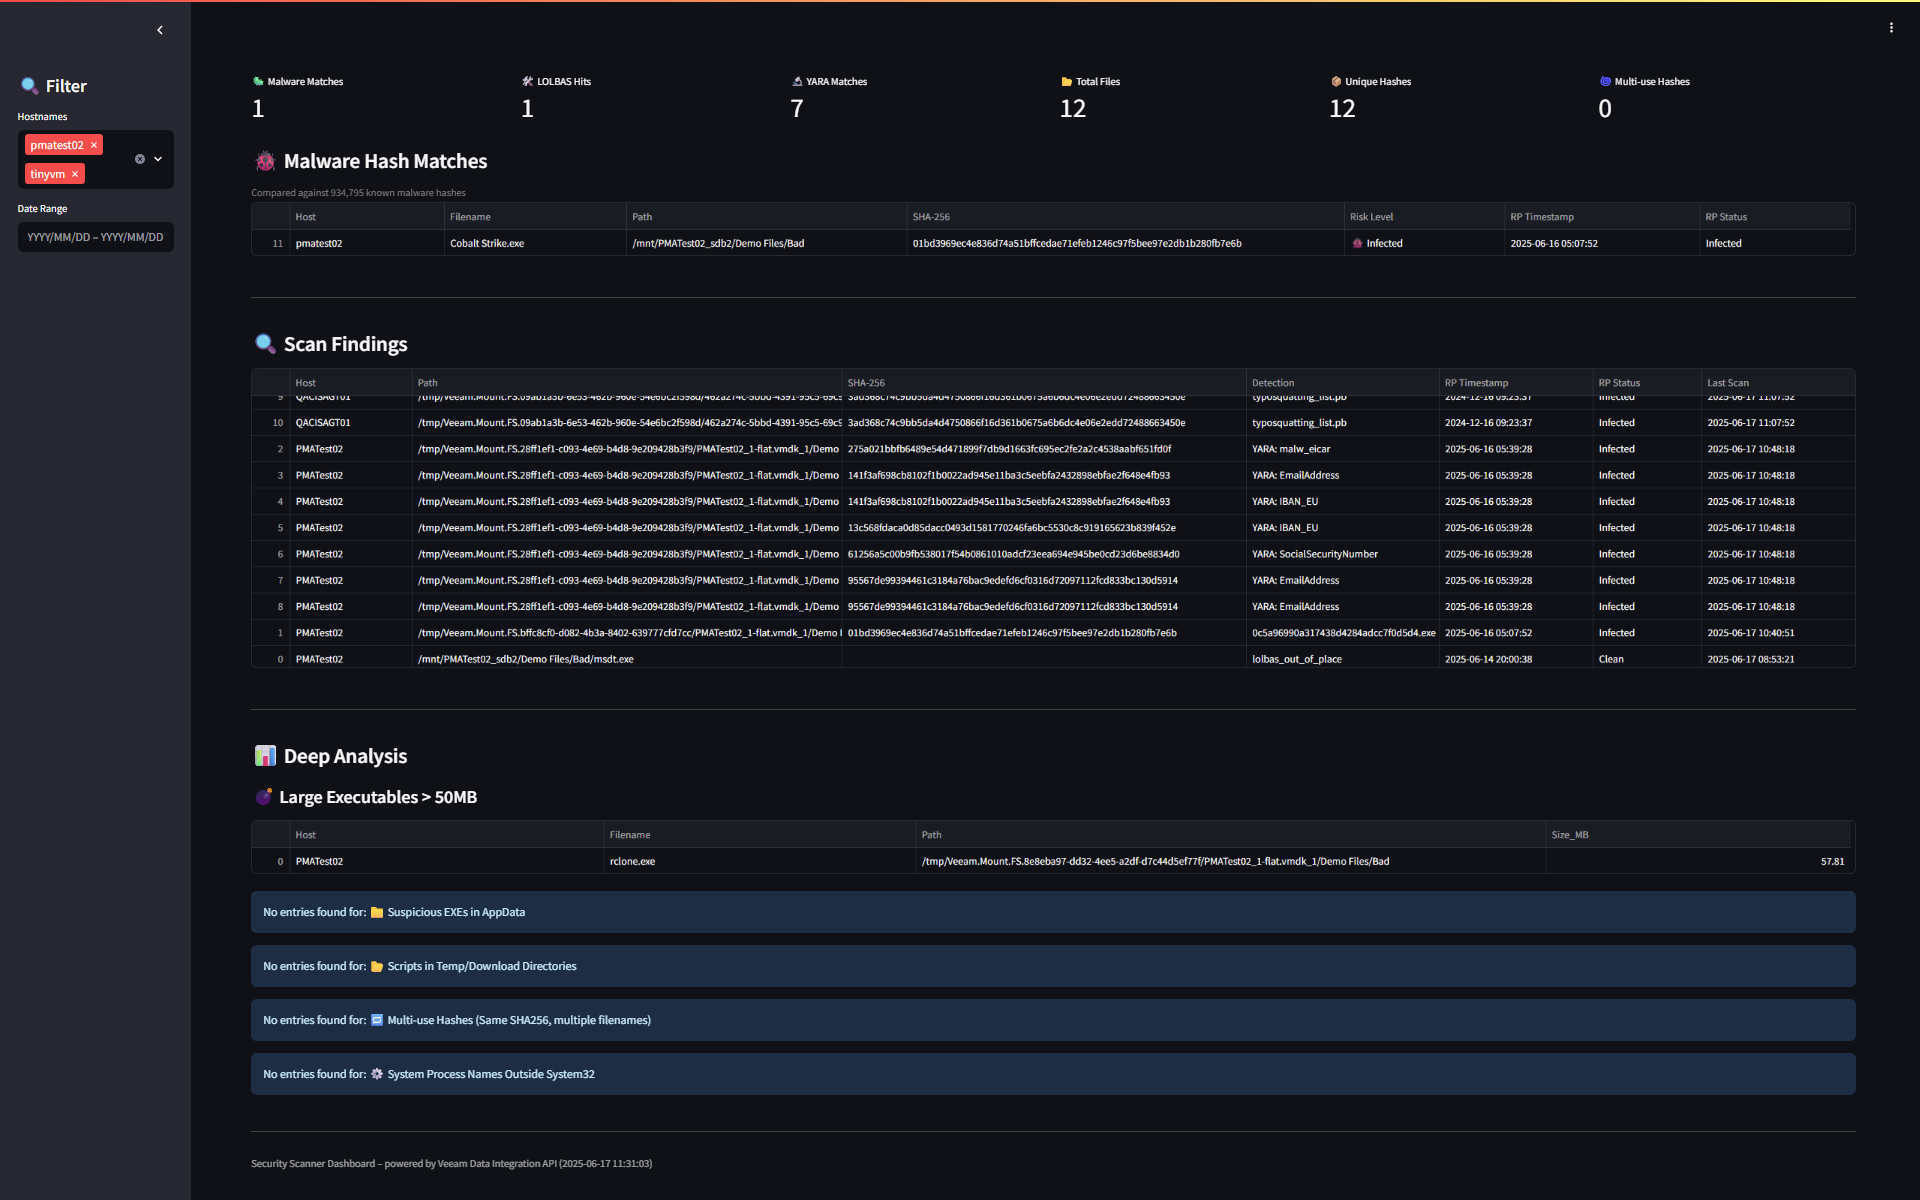 Filter
Hostnames
pmatest02 ×
tinyvm ×
Date Range
YYYY/MM/DD – YYYY/MM/DD
Malware Matches
1
LOLBAS Hits
1
YARA Matches
7
Total Files
12
Unique Hashes
12
Multi-use Hashes
0
Malware Hash Matches
Compared against 934,795 known malware hashes
Host Filename Path SHA-256 Risk Level RP Timestamp RP Status
11 pmatest02 Cobalt Strike.exe /mnt/PMATest02_sdb2/Demo Files/Bad 01bd3969ec4e836d74a51bffcedae71efeb1246c97f5bee97e2db1b280fb7e6b Infected 2025-06-16 05:07:52 Infected
Scan Findings
Host Path SHA-256 Detection RP Timestamp RP Status Last Scan
9 QACISAGT01 /tmp/Veeam.Mount.FS.09ab1a3b-6e53-462b-960e-54e6bc2f598d/462a274c-5bbd-4391-95c5-69c9 3ad368c74c9bb5da4d4750866f16d361b0675a6b6dc4e06e2edd72488663450e typosquatting_list.pb 2024-12-16 09:23:37 Infected 2025-06-17 11:07:52
10 QACISAGT01 /tmp/Veeam.Mount.FS.09ab1a3b-6e53-462b-960e-54e6bc2f598d/462a274c-5bbd-4391-95c5-69c9 3ad368c74c9bb5da4d4750866f16d361b0675a6b6dc4e06e2edd72488663450e typosquatting_list.pb 2024-12-16 09:23:37 Infected 2025-06-17 11:07:52
2 PMATest02 /tmp/Veeam.Mount.FS.28ff1ef1-c093-4e69-b4d8-9e209428b3f9/PMATest02_1-flat.vmdk_1/Demo 275a021bbfb6489e54d471899f7db9d1663fc695ec2fe2a2c4538aabf651fd0f YARA: malw_eicar 2025-06-16 05:39:28 Infected 2025-06-17 10:48:18
3 PMATest02 /tmp/Veeam.Mount.FS.28ff1ef1-c093-4e69-b4d8-9e209428b3f9/PMATest02_1-flat.vmdk_1/Demo 141f3af698cb8102f1b0022ad945e11ba3c5eebfa2432898ebfae2f648e4fb93 YARA: EmailAddress 2025-06-16 05:39:28 Infected 2025-06-17 10:48:18
4 PMATest02 /tmp/Veeam.Mount.FS.28ff1ef1-c093-4e69-b4d8-9e209428b3f9/PMATest02_1-flat.vmdk_1/Demo 141f3af698cb8102f1b0022ad945e11ba3c5eebfa2432898ebfae2f648e4fb93 YARA: IBAN_EU 2025-06-16 05:39:28 Infected 2025-06-17 10:48:18
5 PMATest02 /tmp/Veeam.Mount.FS.28ff1ef1-c093-4e69-b4d8-9e209428b3f9/PMATest02_1-flat.vmdk_1/Demo 13c568fdaca0d85dacc0493d1581770246fa6bc5530c8c919165623b839f452e YARA: IBAN_EU 2025-06-16 05:39:28 Infected 2025-06-17 10:48:18
6 PMATest02 /tmp/Veeam.Mount.FS.28ff1ef1-c093-4e69-b4d8-9e209428b3f9/PMATest02_1-flat.vmdk_1/Demo 61256a5c00b9fb538017f54b0861010adcf23eea694e945be0cd23d6be8834d0 YARA: SocialSecurityNumber 2025-06-16 05:39:28 Infected 2025-06-17 10:48:18
7 PMATest02 /tmp/Veeam.Mount.FS.28ff1ef1-c093-4e69-b4d8-9e209428b3f9/PMATest02_1-flat.vmdk_1/Demo 95567de99394461c3184a76bac9edefd6cf0316d72097112fcd833bc130d5914 YARA: EmailAddress 2025-06-16 05:39:28 Infected 2025-06-17 10:48:18
8 PMATest02 /tmp/Veeam.Mount.FS.28ff1ef1-c093-4e69-b4d8-9e209428b3f9/PMATest02_1-flat.vmdk_1/Demo 95567de99394461c3184a76bac9edefd6cf0316d72097112fcd833bc130d5914 YARA: EmailAddress 2025-06-16 05:39:28 Infected 2025-06-17 10:48:18
1 PMATest02 /tmp/Veeam.Mount.FS.bffc8cf0-d082-4b3a-8402-639777cfd7cc/PMATest02_1-flat.vmdk_1/Demo 01bd3969ec4e836d74a51bffcedae71efeb1246c97f5bee97e2db1b280fb7e6b 0c5a96990a317438d4284adcc7f0d5d4.exe 2025-06-16 05:07:52 Infected 2025-06-17 10:40:51
0 PMATest02 /mnt/PMATest02_sdb2/Demo Files/Bad/msdt.exe lolbas_out_of_place 2025-06-14 20:00:38 Clean 2025-06-17 08:53:21
Deep Analysis
Large Executables > 50MB
Host Filename Path Size_MB
0 PMATest02 rclone.exe /tmp/Veeam.Mount.FS.8e8eba97-dd32-4ee5-a2df-d7c44d5ef77f/PMATest02_1-flat.vmdk_1/Demo Files/Bad 57.81
No entries found for: Suspicious EXEs in AppData
No entries found for: Scripts in Temp/Download Directories
No entries found for: Multi-use Hashes (Same SHA256, multiple filenames)
No entries found for: System Process Names Outside System32
Security Scanner Dashboard – powered by Veeam Data Integration API (2025-06-17 11:31:03)